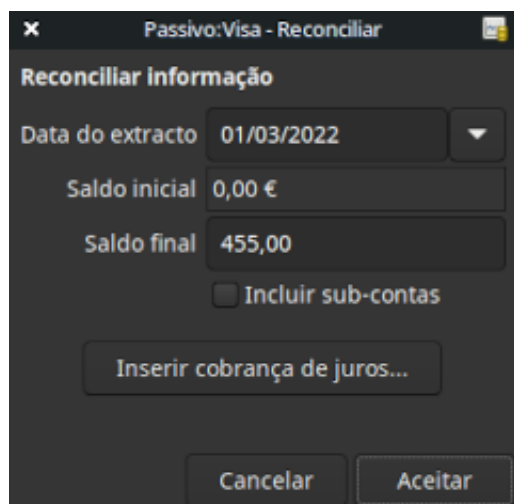 Passivo:Visa - Reconciliar
Reconciliar informação
Data do extracto 01/03/2022
Saldo inicial 0,00 €
Saldo final 455,00
Incluir sub-contas
Inserir cobrança de juros...
Cancelar Aceitar